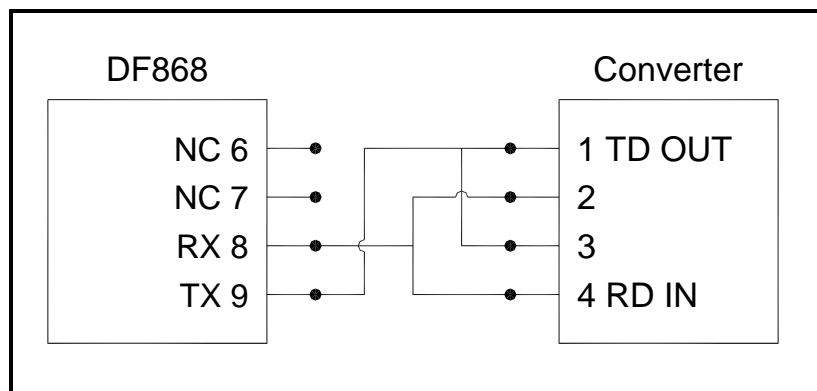 DF868
Converter
NC 6
NC 7
RX 8
TX 9
1 TD OUT
2
3
4 RD IN